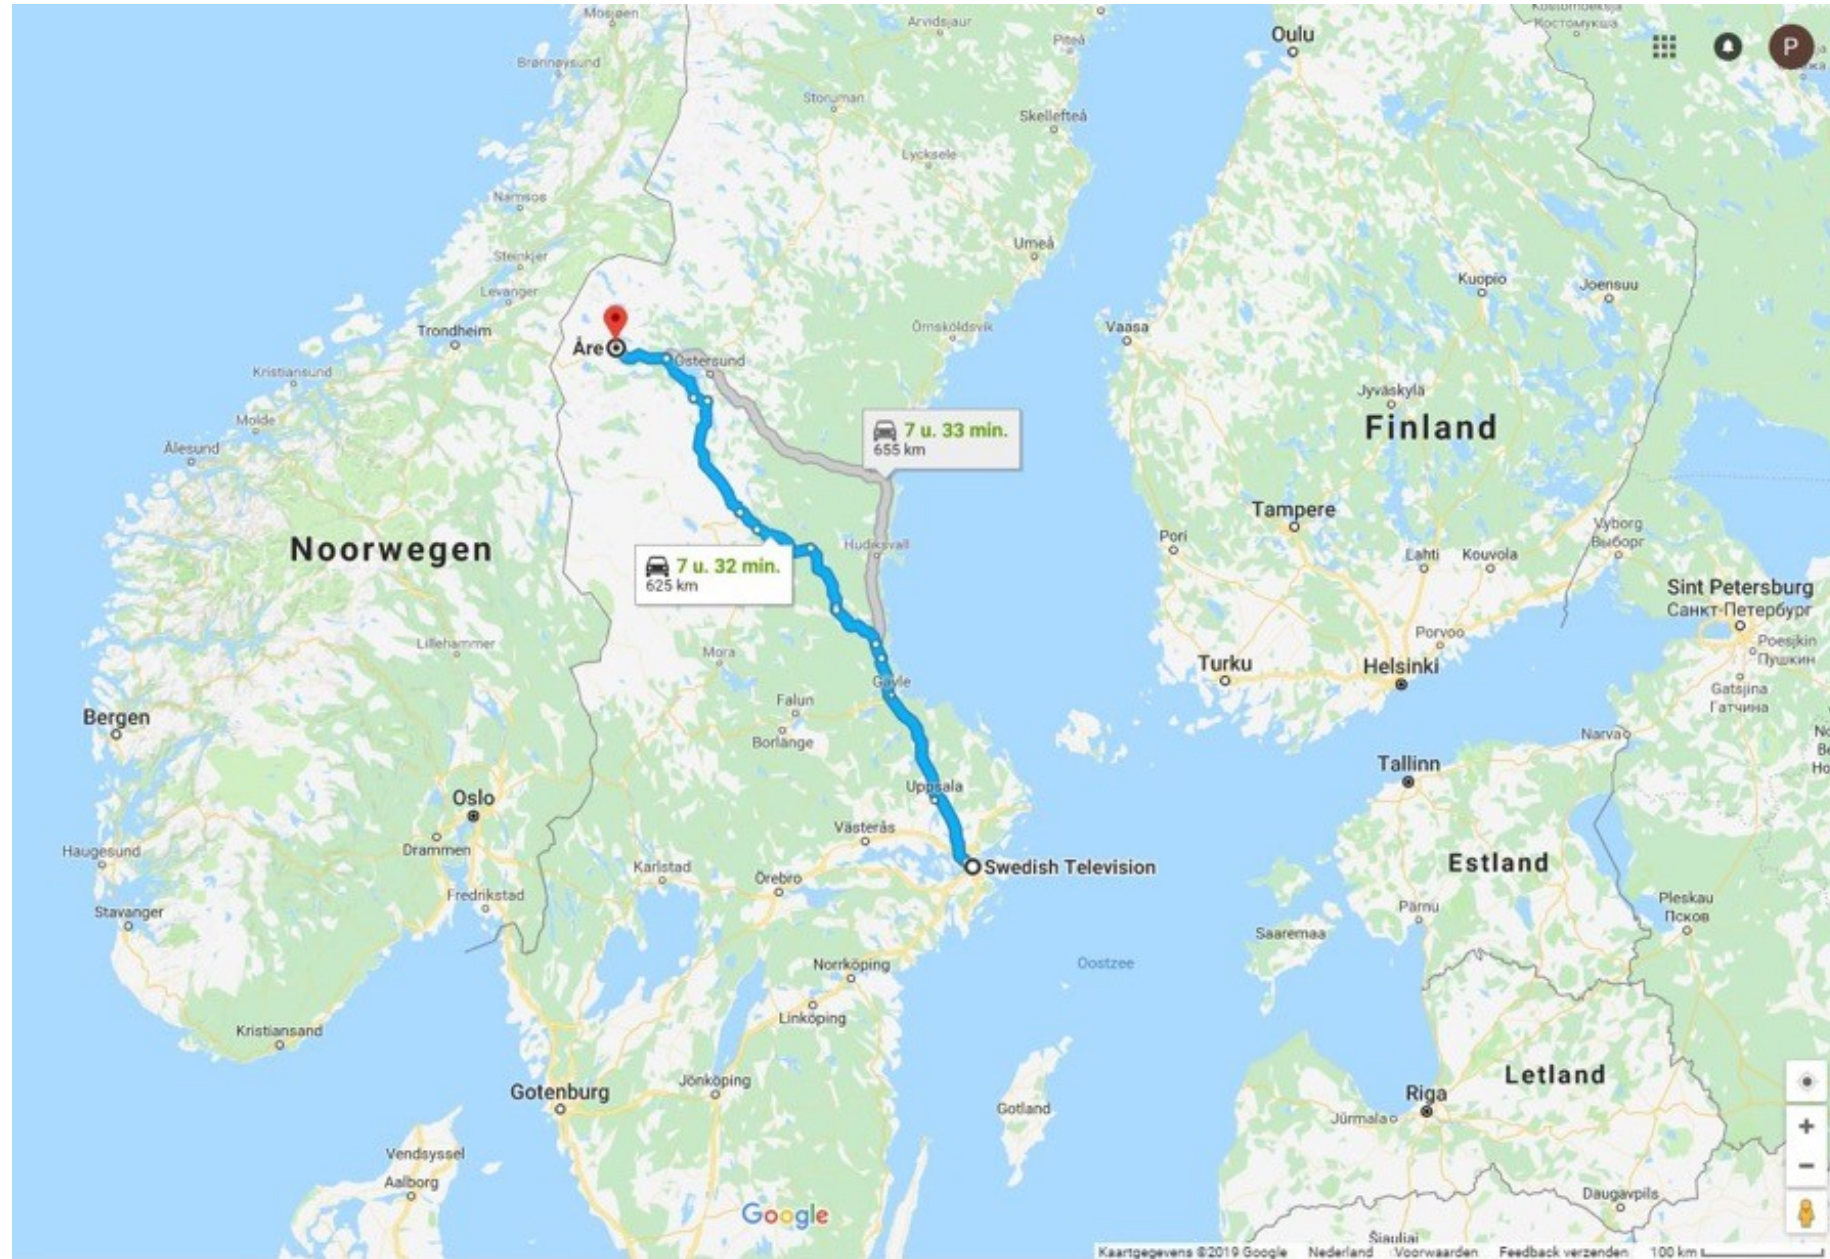 Mosjøen
Arvidsjaur
Piteå
Oulu
Костомукша
P
Brønnøysund
Storuman
Skellefteå
Lycksele
Namsos
Umeå
Steinkjer
Levanger
Kuopio
Joensuu
Trondheim
Örnsköldsvik
Vaasa
Åre
Östersund
Kristiansund
Jyväskylä
Molde
Finland
7 u. 33 min.
655 km
Ålesund
Tampere
Vyborg
Выборг
Pori
Noorwegen
Hudiksvall
Lahti
Kouvola
7 u. 32 min.
625 km
Sint Petersburg
Санкт-Петербург
Lillehammer
Mora
Porvoo
Poesjkin
Пушкин
Turku
Helsinki
Gävle
Gatsjina
Гатчина
Falun
Bergen
Borlänge
Narva
Tallinn
Uppsala
Oslo
Västerås
Drammen
Haugesund
Karlstad
Swedish Television
Estland
Örebro
Fredrikstad
Pleskau
Псков
Stavanger
Pärnu
Saaremaa
Norrköping
Oostzee
Linköping
Kristiansand
Letland
Jönköping
Gotenburg
Riga
Gotland
Jūrmala
Vendsyssel
Aalborg
Daugavpils
Google
Šiauliai
Kaartgegevens ©2019 Google Nederland Voorwaarden Feedback verzenden 100 km